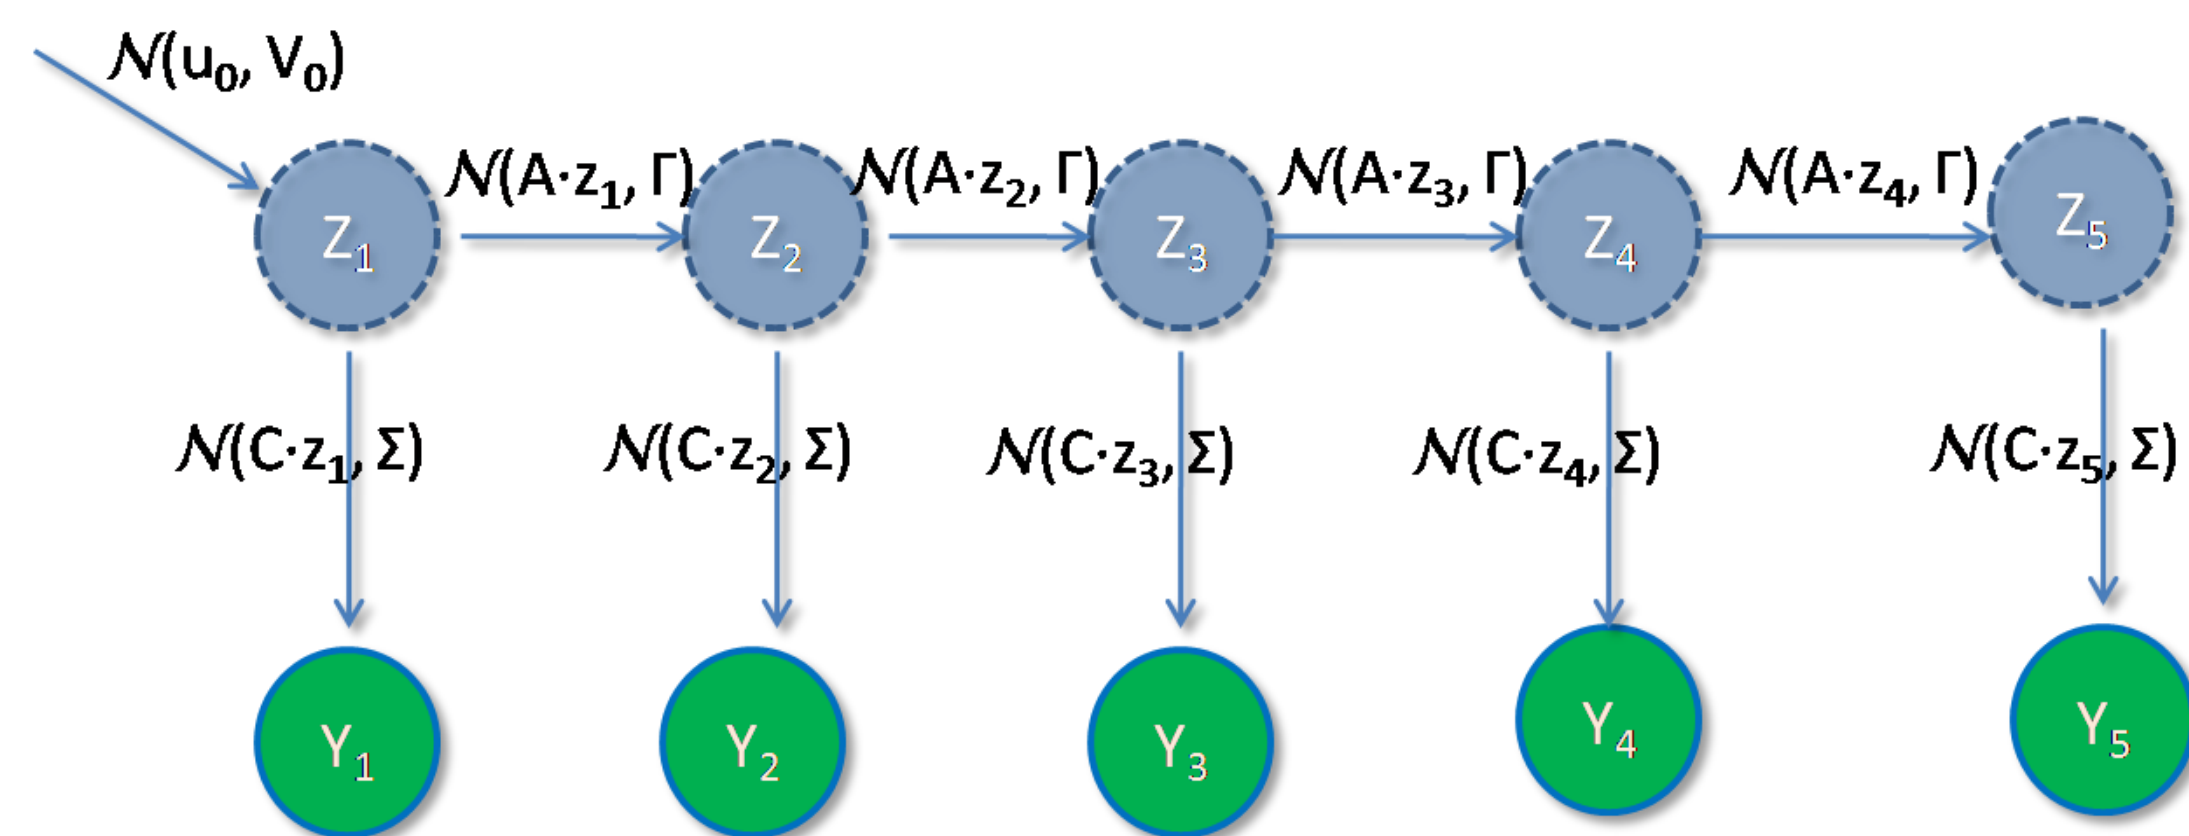 𝒩(u₀, V₀)
𝒩(A·z₁, Γ) 𝒩(A·z₂, Γ) 𝒩(A·z₃, Γ) 𝒩(A·z₄, Γ)
Z₁ Z₂ Z₃ Z₄ Z₅
𝒩(C·z₁, Σ) 𝒩(C·z₂, Σ) 𝒩(C·z₃, Σ) 𝒩(C·z₄, Σ) 𝒩(C·z₅, Σ)
Y₁ Y₂ Y₃ Y₄ Y₅